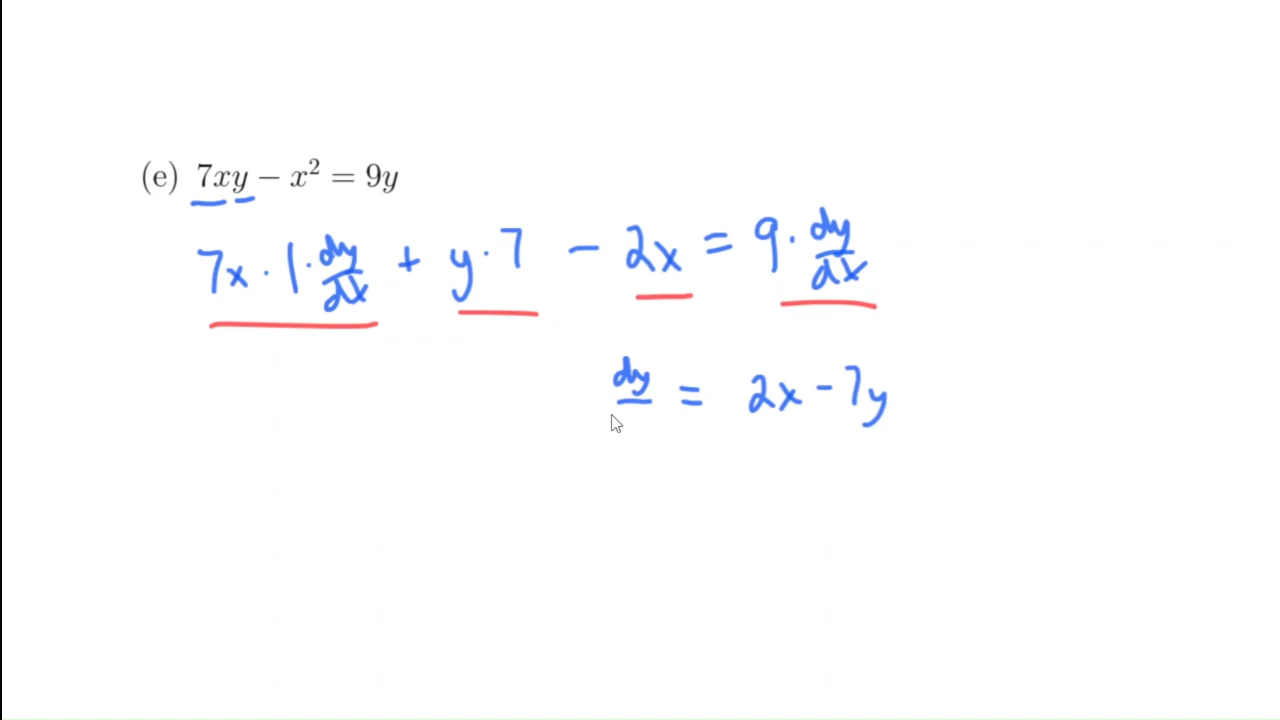 (e) 7xy − x² = 9y
7x · 1 · dy/dx + y · 7 − 2x = 9 · dy/dx
dy = 2x − 7y